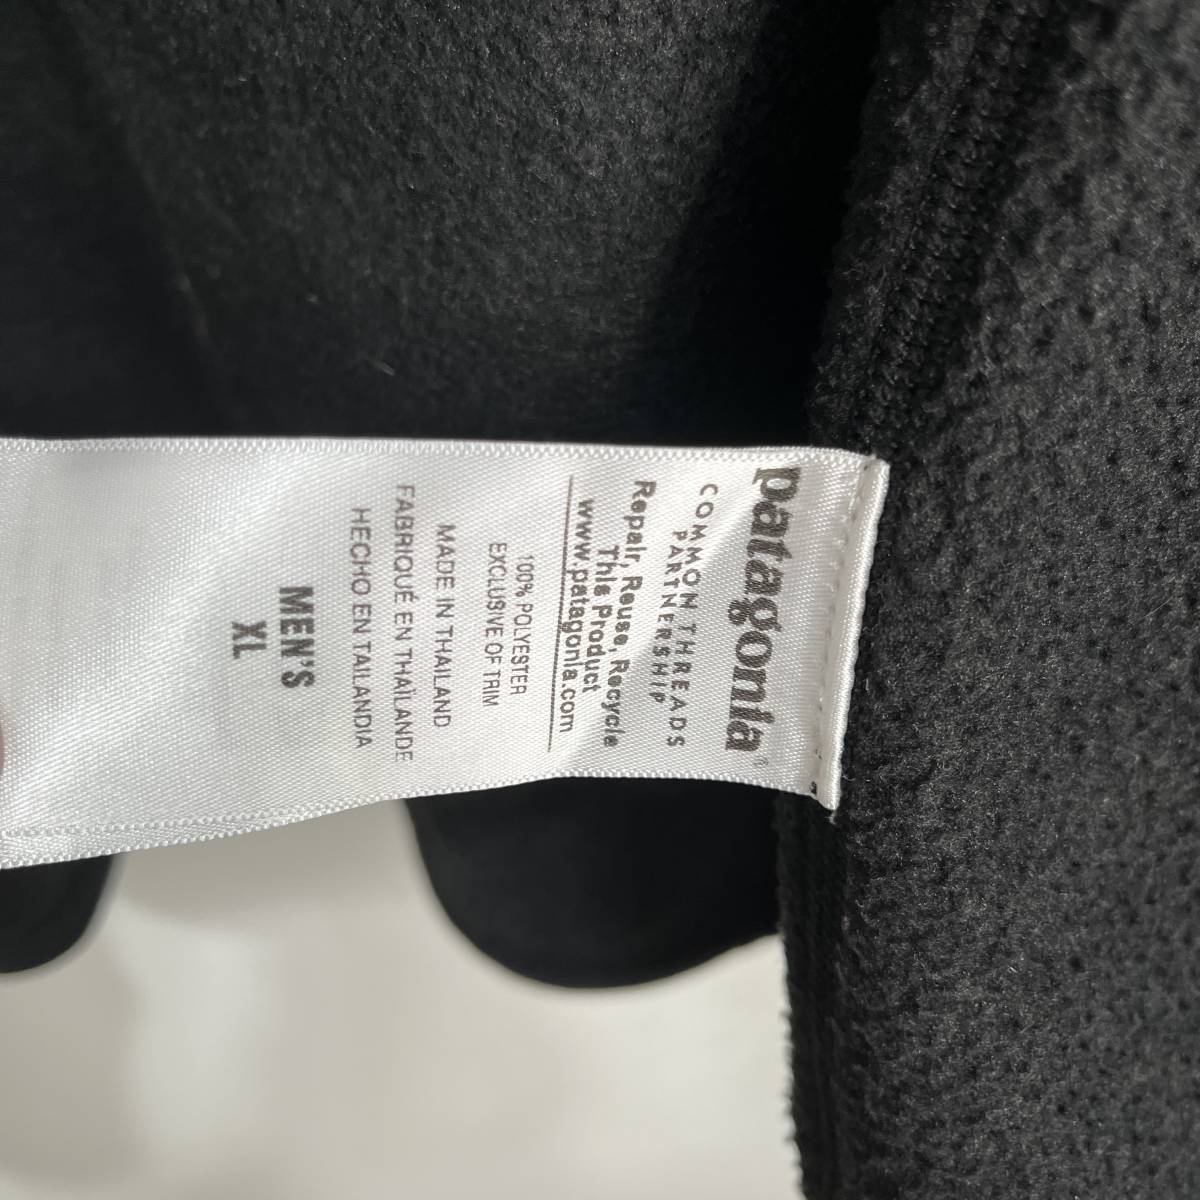 patagonia®
COMMON THREADS
PARTNERSHIP
Repair, Reuse, Recycle
This Product
www.patagonia.com
100% POLYESTER
EXCLUSIVE OF TRIM
MADE IN THAILAND
FABRIQUÉ EN THAÏLANDE
HECHO EN TAILANDIA
MEN'S
XL